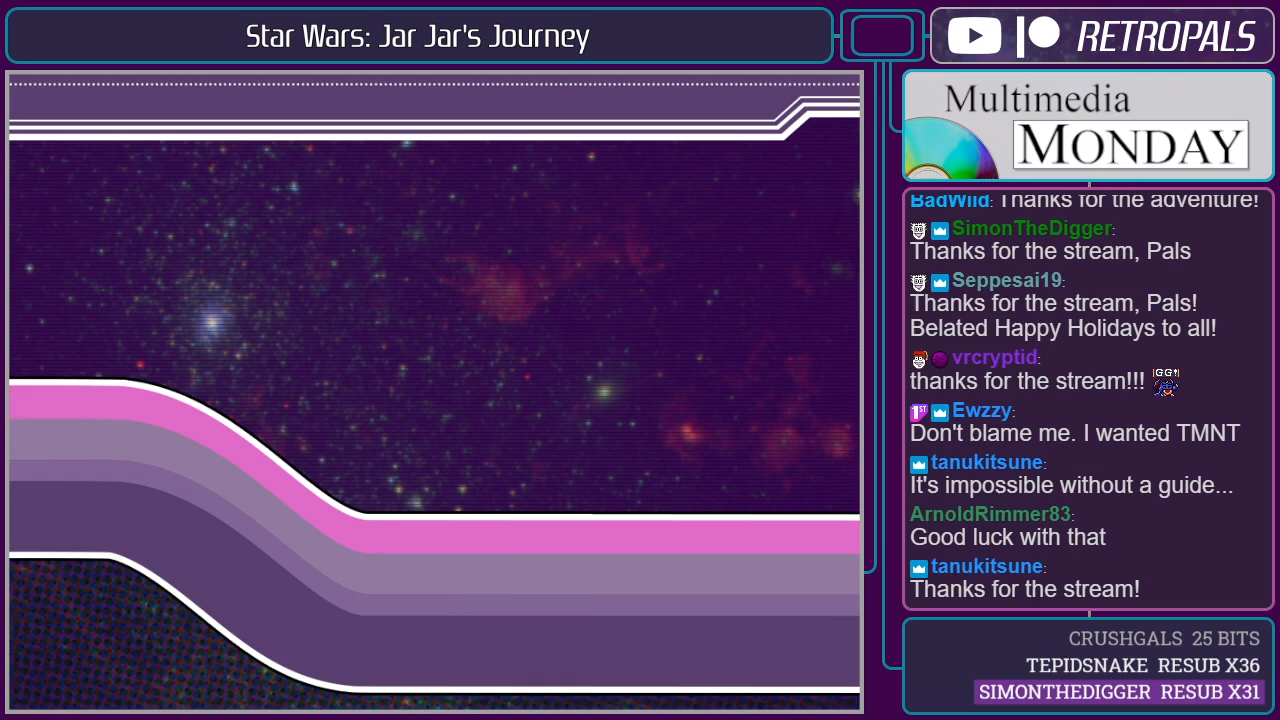 Star Wars: Jar Jar's Journey
RETROPALS
Multimedia
MONDAY
BadWild: Thanks for the adventure!
SimonTheDigger:
Thanks for the stream, Pals
Seppesai19:
Thanks for the stream, Pals!
Belated Happy Holidays to all!
vrcryptid:
thanks for the stream!!! !GG!
1ST Ewzzy:
Don't blame me. I wanted TMNT
tanukitsune:
It's impossible without a guide...
ArnoldRimmer83:
Good luck with that
tanukitsune:
Thanks for the stream!
CRUSHGALS 25 BITS
TEPIDSNAKE RESUB X36
SIMONTHEDIGGER RESUB X31